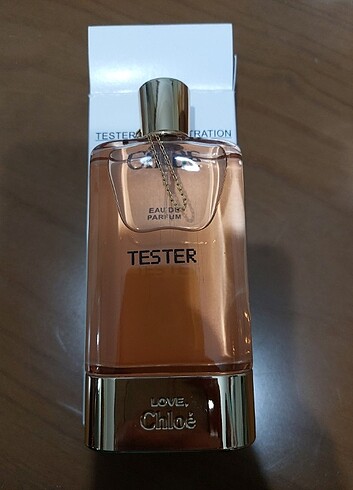 TESTER
EAU DE
PARFUM
TESTER
LOVE,
Chloé